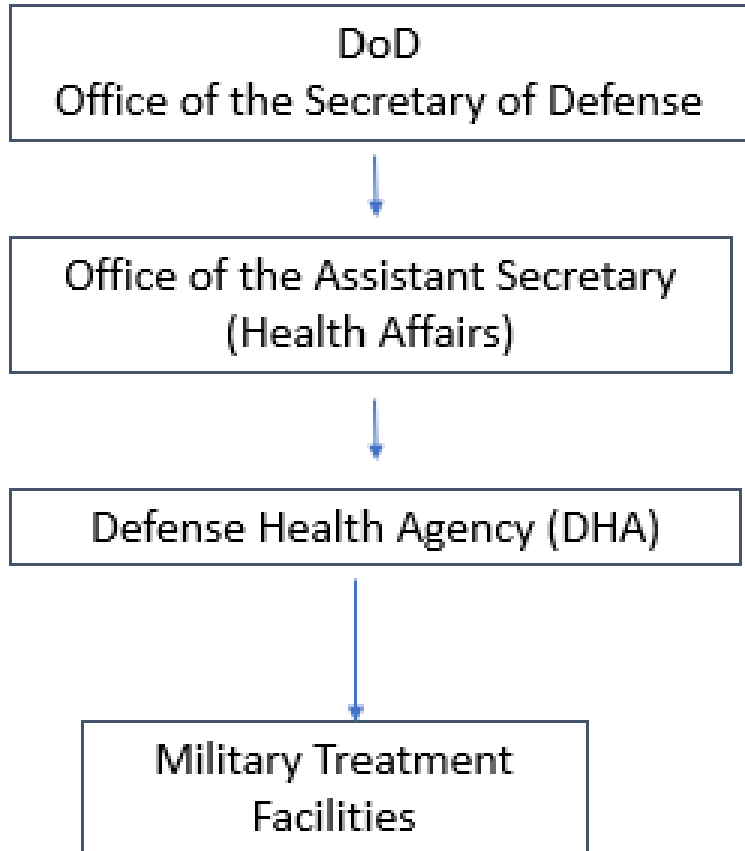 DoD
Office of the Secretary of Defense
Office of the Assistant Secretary
(Health Affairs)
Defense Health Agency (DHA)
Military Treatment
Facilities